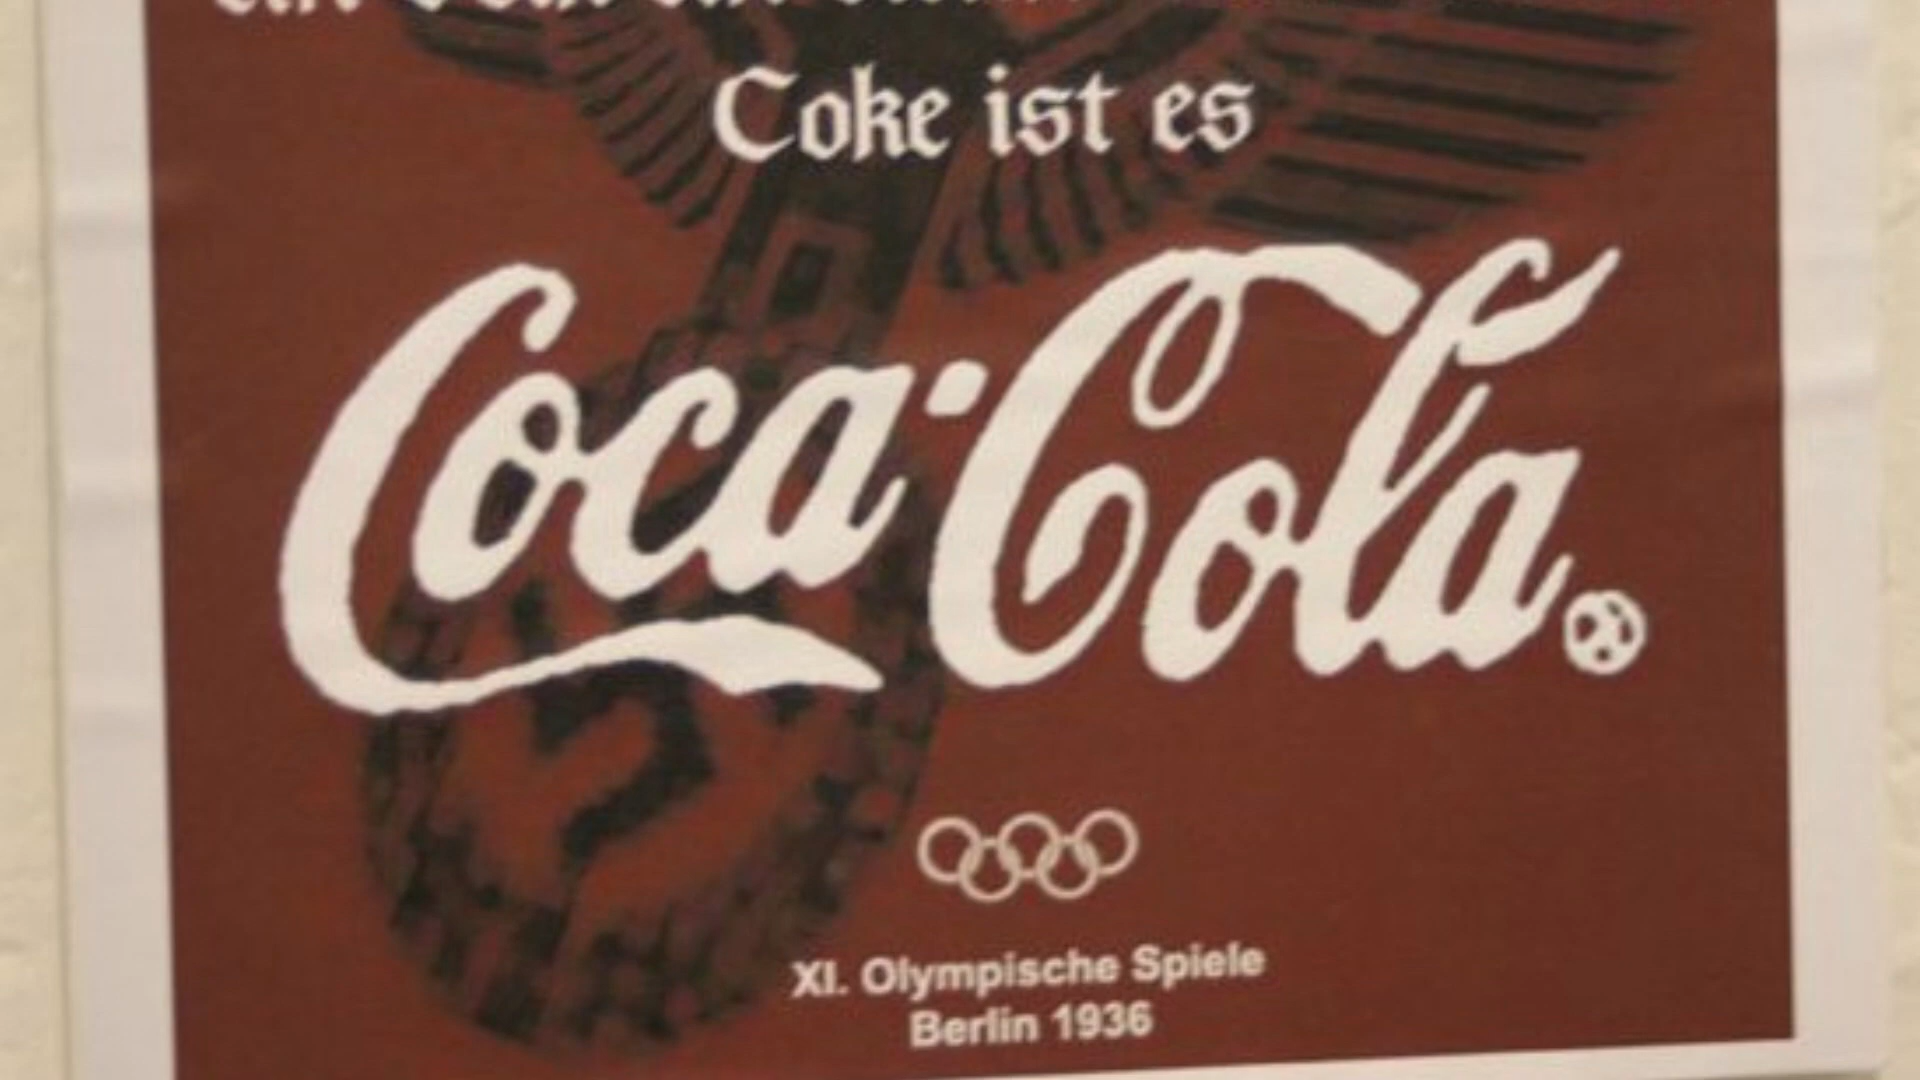 Coke ist es
Coca-Cola
XI. Olympische Spiele
Berlin 1936